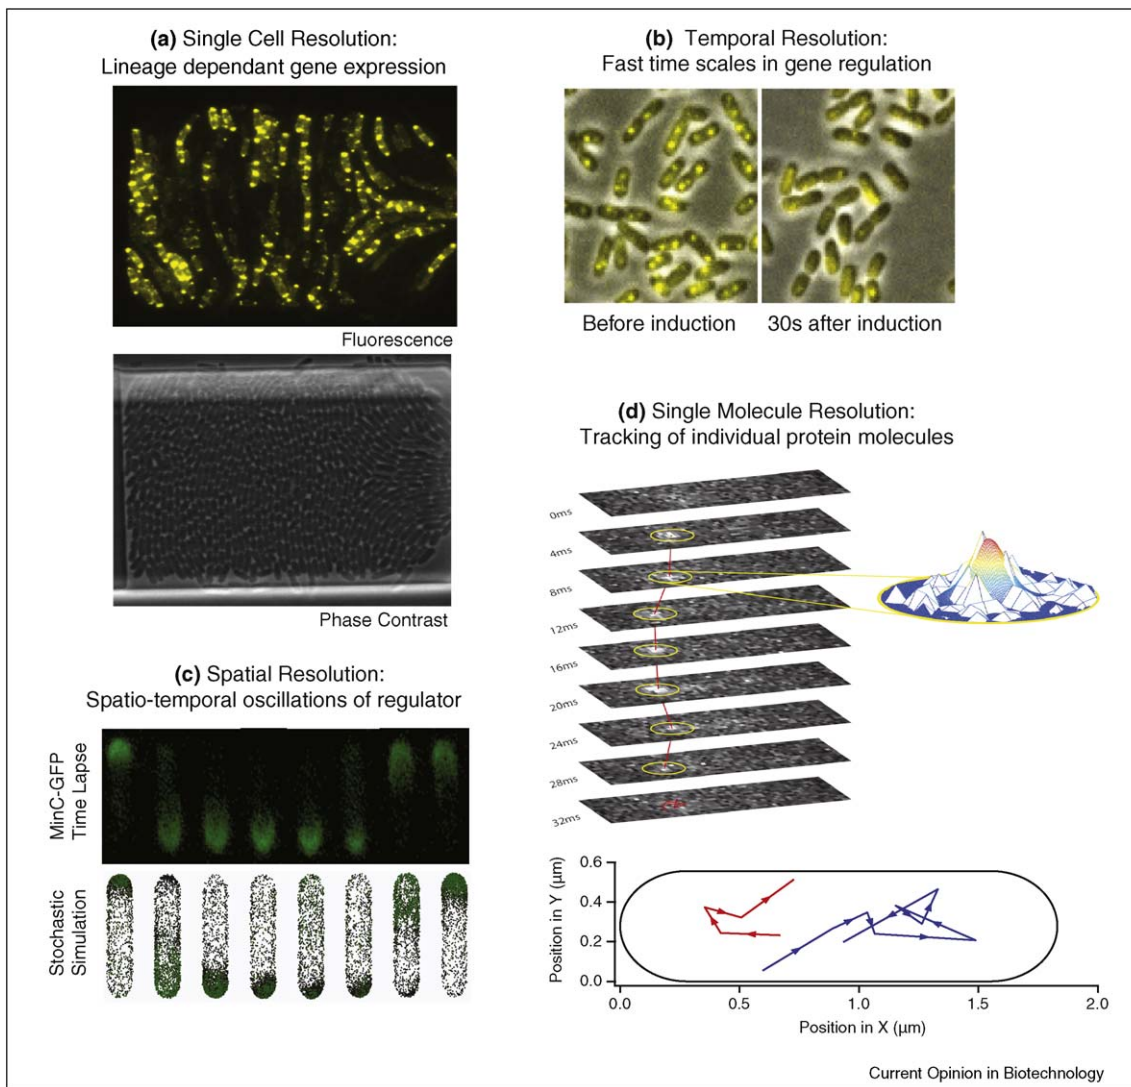 (a) Single Cell Resolution:
Lineage dependant gene expression
Fluorescence
Phase Contrast
(b) Temporal Resolution:
Fast time scales in gene regulation
Before induction
30s after induction
(c) Spatial Resolution:
Spatio-temporal oscillations of regulator
MinC-GFP
Time Lapse
Stochastic
Simulation
(d) Single Molecule Resolution:
Tracking of individual protein molecules
0ms
4ms
8ms
12ms
16ms
20ms
24ms
28ms
32ms
Position in Y (µm)
0.6
0.4
0.2
0.0
0.0 0.5 1.0 1.5 2.0
Position in X (µm)
Current Opinion in Biotechnology